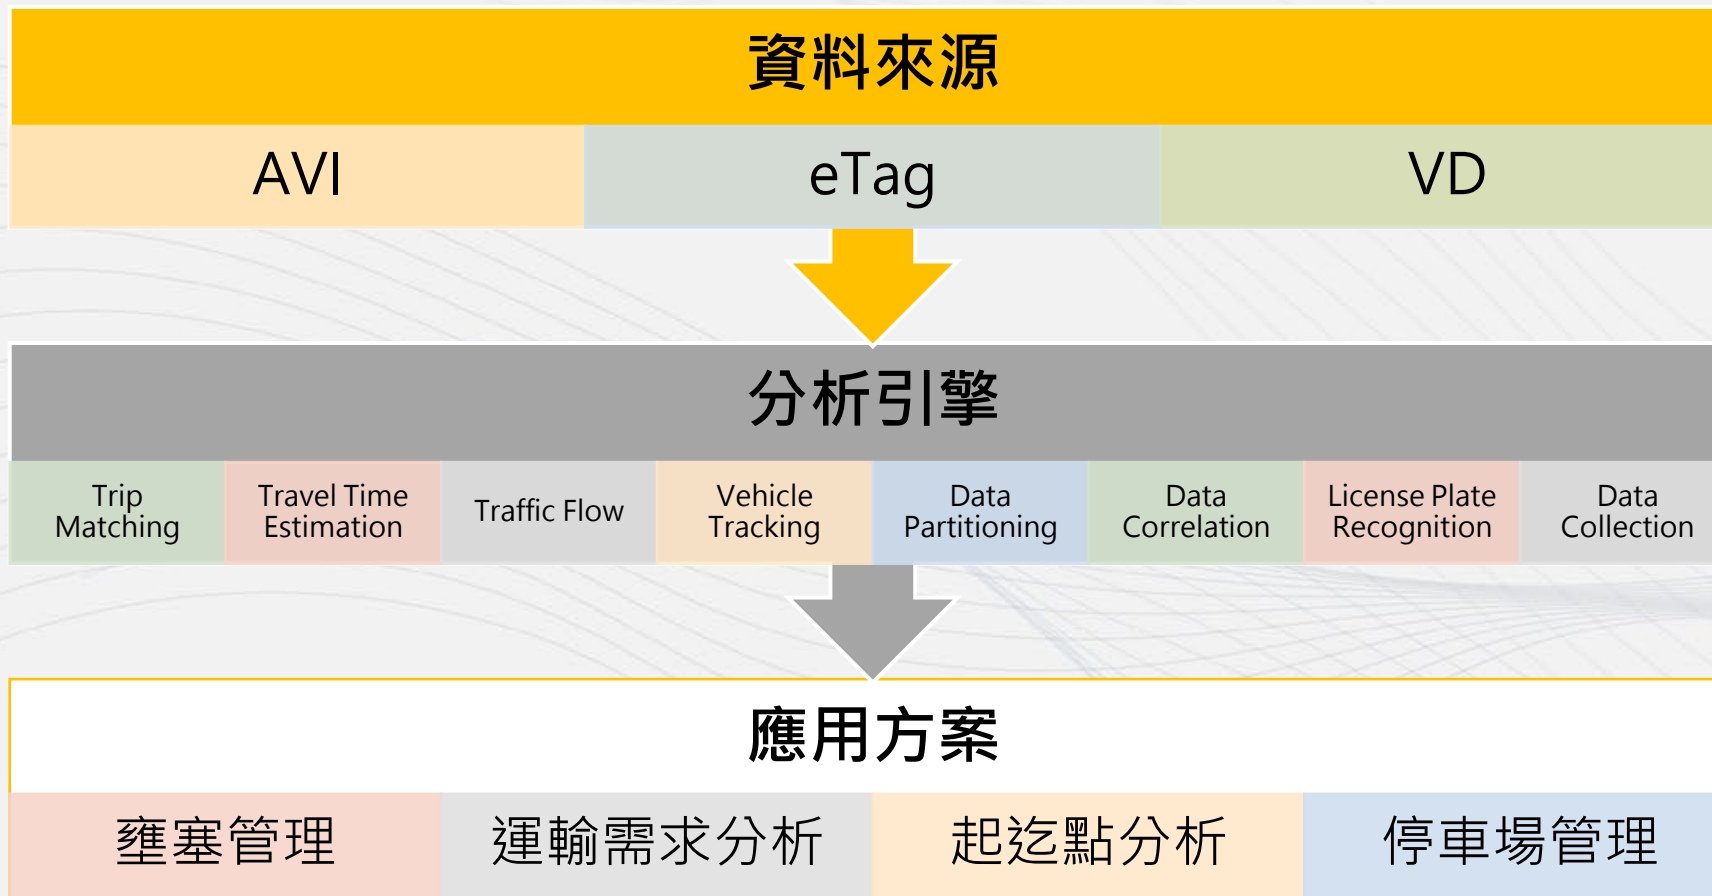 資料來源
AVI
eTag
VD
分析引擎
Trip
Matching
Travel Time
Estimation
Traffic Flow
Vehicle
Tracking
Data
Partitioning
Data
Correlation
License Plate
Recognition
Data
Collection
應用方案
壅塞管理
運輸需求分析
起迄點分析
停車場管理